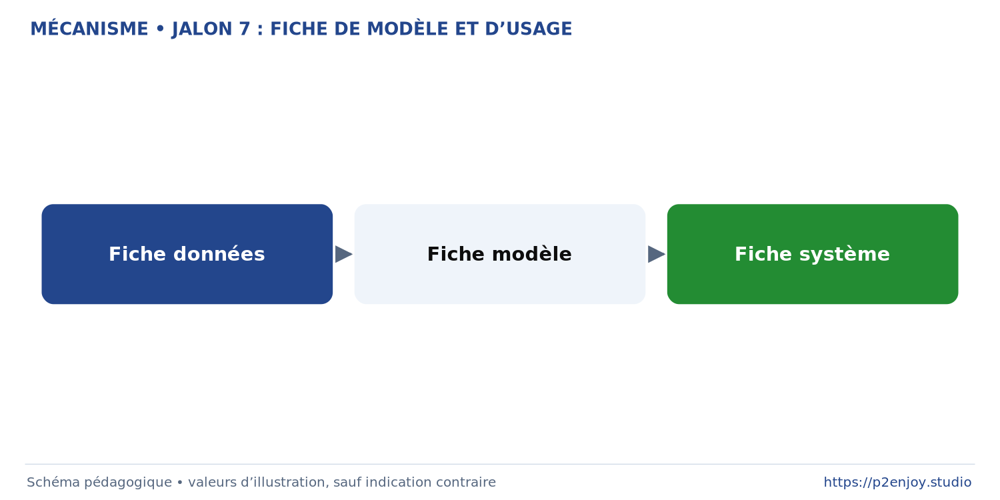 MÉCANISME • JALON 7 : FICHE DE MODÈLE ET D’USAGE
Fiche données
Fiche modèle
Fiche système
Schéma pédagogique • valeurs d’illustration, sauf indication contraire
https://p2enjoy.studio